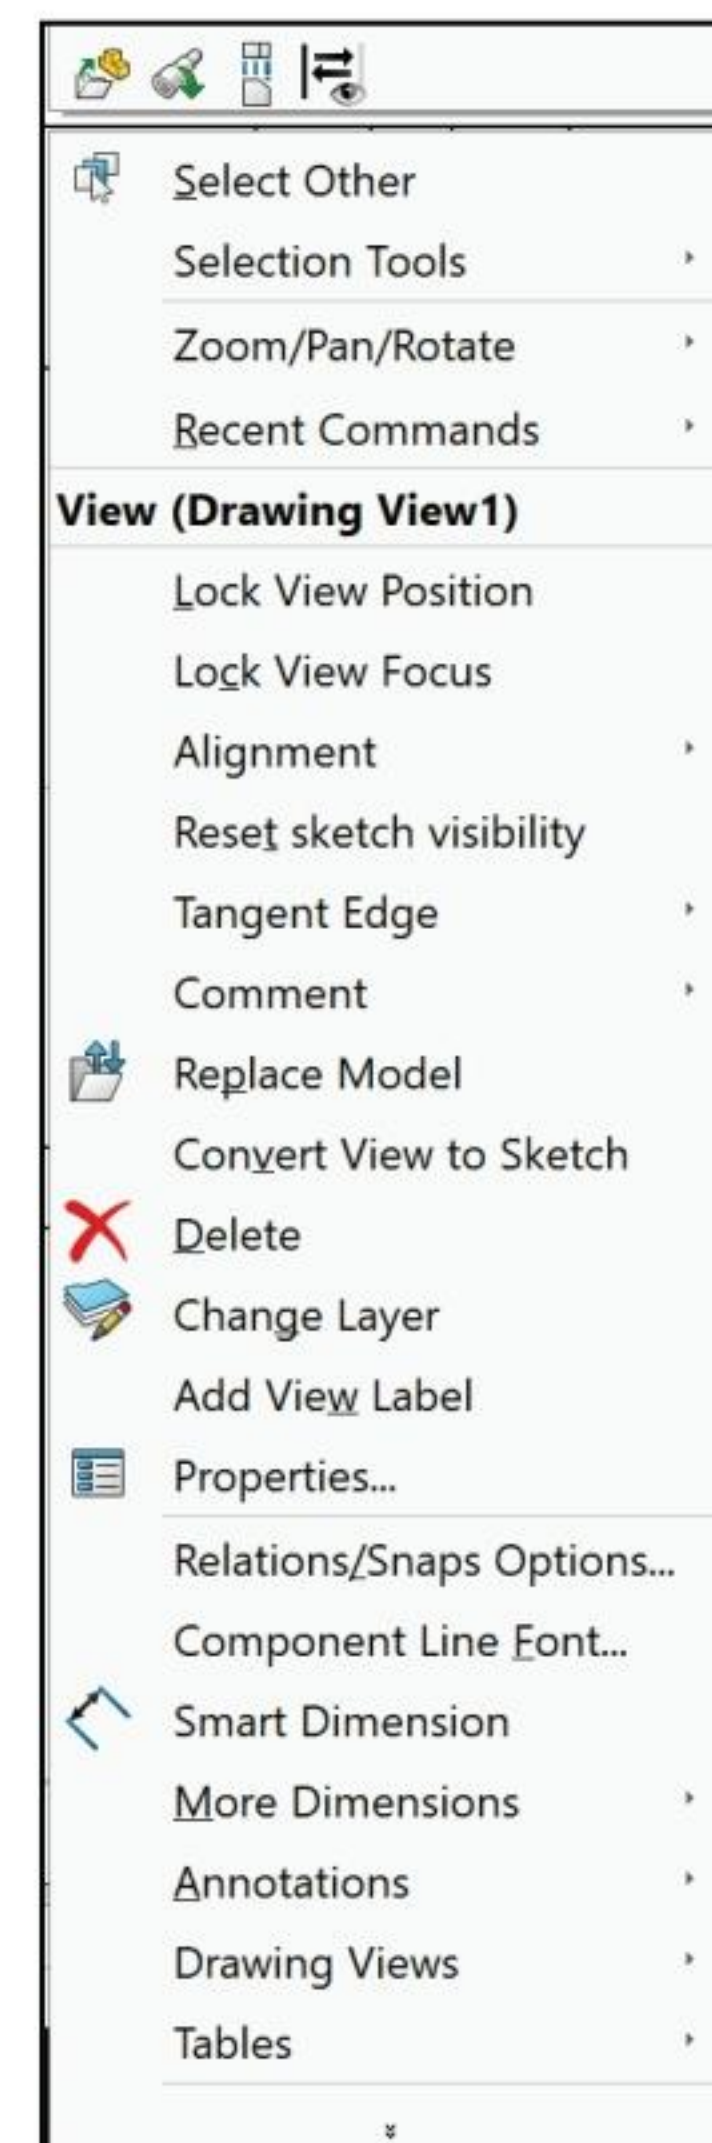 Select Other
Selection Tools
Zoom/Pan/Rotate
Recent Commands
View (Drawing View1)
Lock View Position
Lock View Focus
Alignment
Reset sketch visibility
Tangent Edge
Comment
Replace Model
Convert View to Sketch
Delete
Change Layer
Add View Label
Properties...
Relations/Snaps Options...
Component Line Font...
Smart Dimension
More Dimensions
Annotations
Drawing Views
Tables